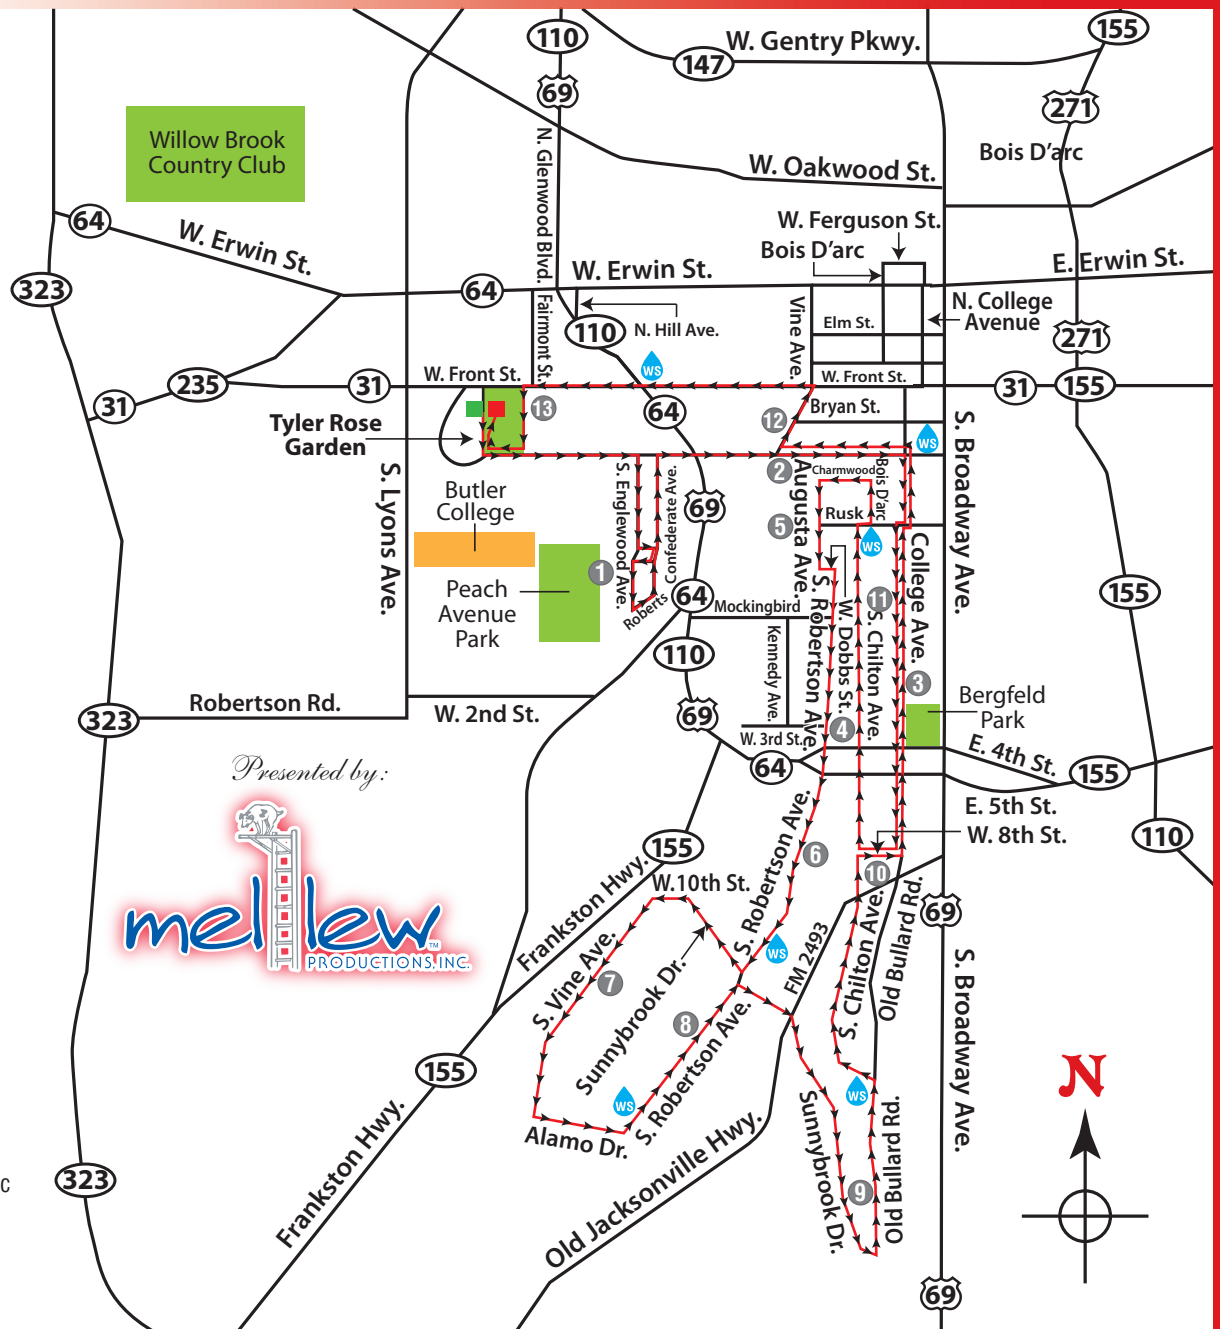 155
110
W. Gentry Pkwy.
147
69
271
N. Glenwood Blvd.
Willow Brook
Country Club
Bois D'arc
W. Oakwood St.
64
W. Erwin St.
W. Ferguson St.
Bois D'arc
E. Erwin St.
323
64
W. Erwin St.
Fairmont St.
110
N. Hill Ave.
Vine Ave.
Elm St.
N. College
Avenue
271
WS
W. Front St.
W. Front St.
31
235
31
31
155
64
13
12
Bryan St.
Tyler Rose
Garden
WS
S. Broadway Ave.
S. Lyons Ave.
S. Englewood Ave.
Confederate Ave.
2
Augusta Ave.
Charmwood
Bois D'arc
Butler
College
69
5
Rusk
WS
College Ave.
Peach
Avenue
Park
1
Roberts
64
Mockingbird
155
S. Robertson Ave.
W. Dobbs St.
11
S. Chilton Ave.
110
Kennedy Ave.
3
Bergfeld
Park
Robertson Rd.
323
W. 2nd St.
69
W. 3rd St.
4
64
E. 4th St.
155
Presented by:
E. 5th St.
W. 8th St.
110
155
S. Robertson Ave.
6
10
W.10th St.
mellew
TM
PRODUCTIONS, INC.
Frankston Hwy.
69
S. Vine Ave.
7
Sunnybrook Dr.
WS
FM 2493
S. Chilton Ave.
Old Bullard Rd.
S. Broadway Ave.
8
S. Robertson Ave.
155
N
WS
WS
Alamo Dr.
Sunnybrook Dr.
Old Bullard Rd.
Frankston Hwy.
323
C
9
Old Jacksonville Hwy.
69